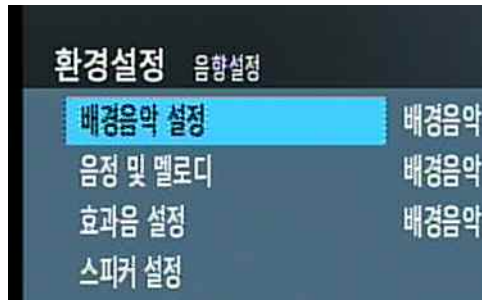 환경설정 음향설정
배경음악 설정 배경음악
음정 및 멜로디 배경음악
효과음 설정 배경음악
스피커 설정